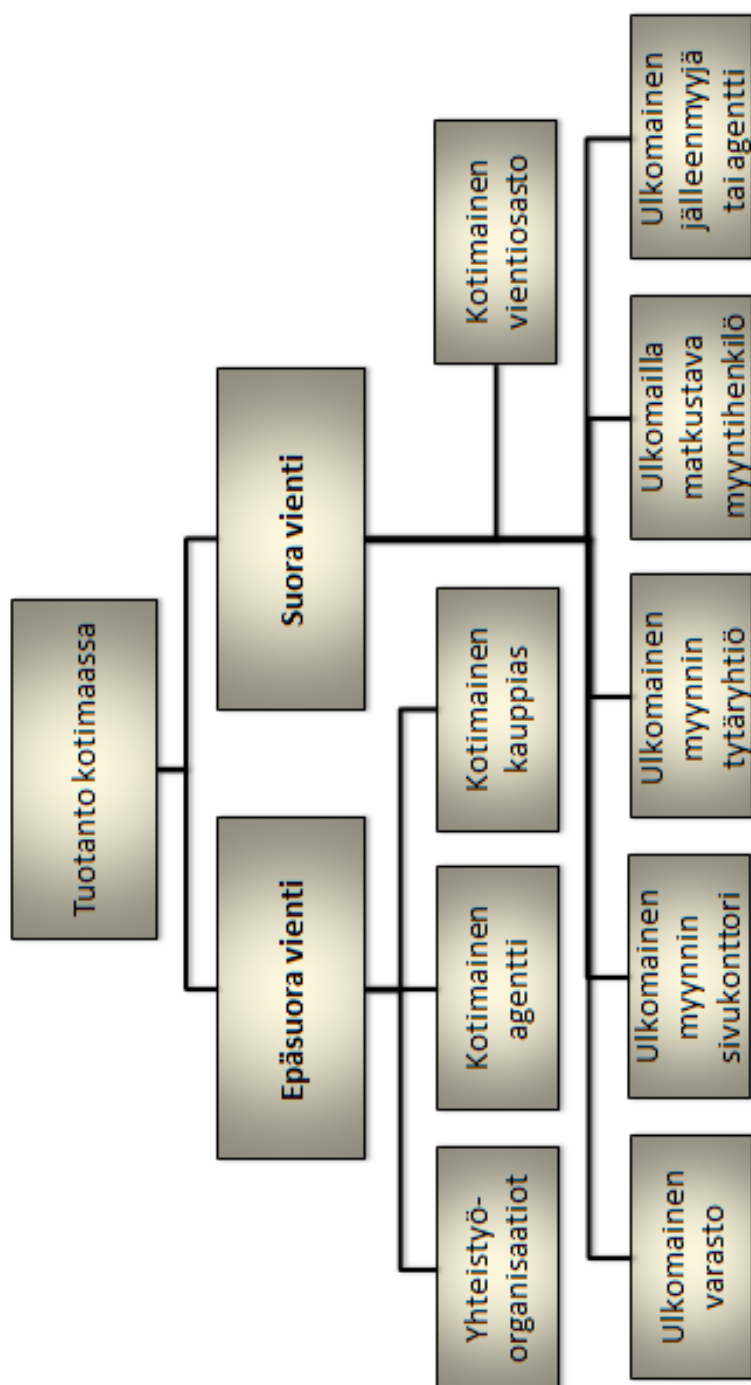 Tuotanto kotimaassa
Epäsuora vienti
Suora vienti
Yhteistyö-
organisaatiot
Kotimainen
agentti
Kotimainen
kauppias
Kotimainen
vientiosasto
Ulkomainen
varasto
Ulkomainen
myynnin
sivukonttori
Ulkomainen
myynnin
tytäryhtiö
Ulkomailla
matkustava
myyntihenkilö
Ulkomainen
jälleenmyyjä
tai agentti